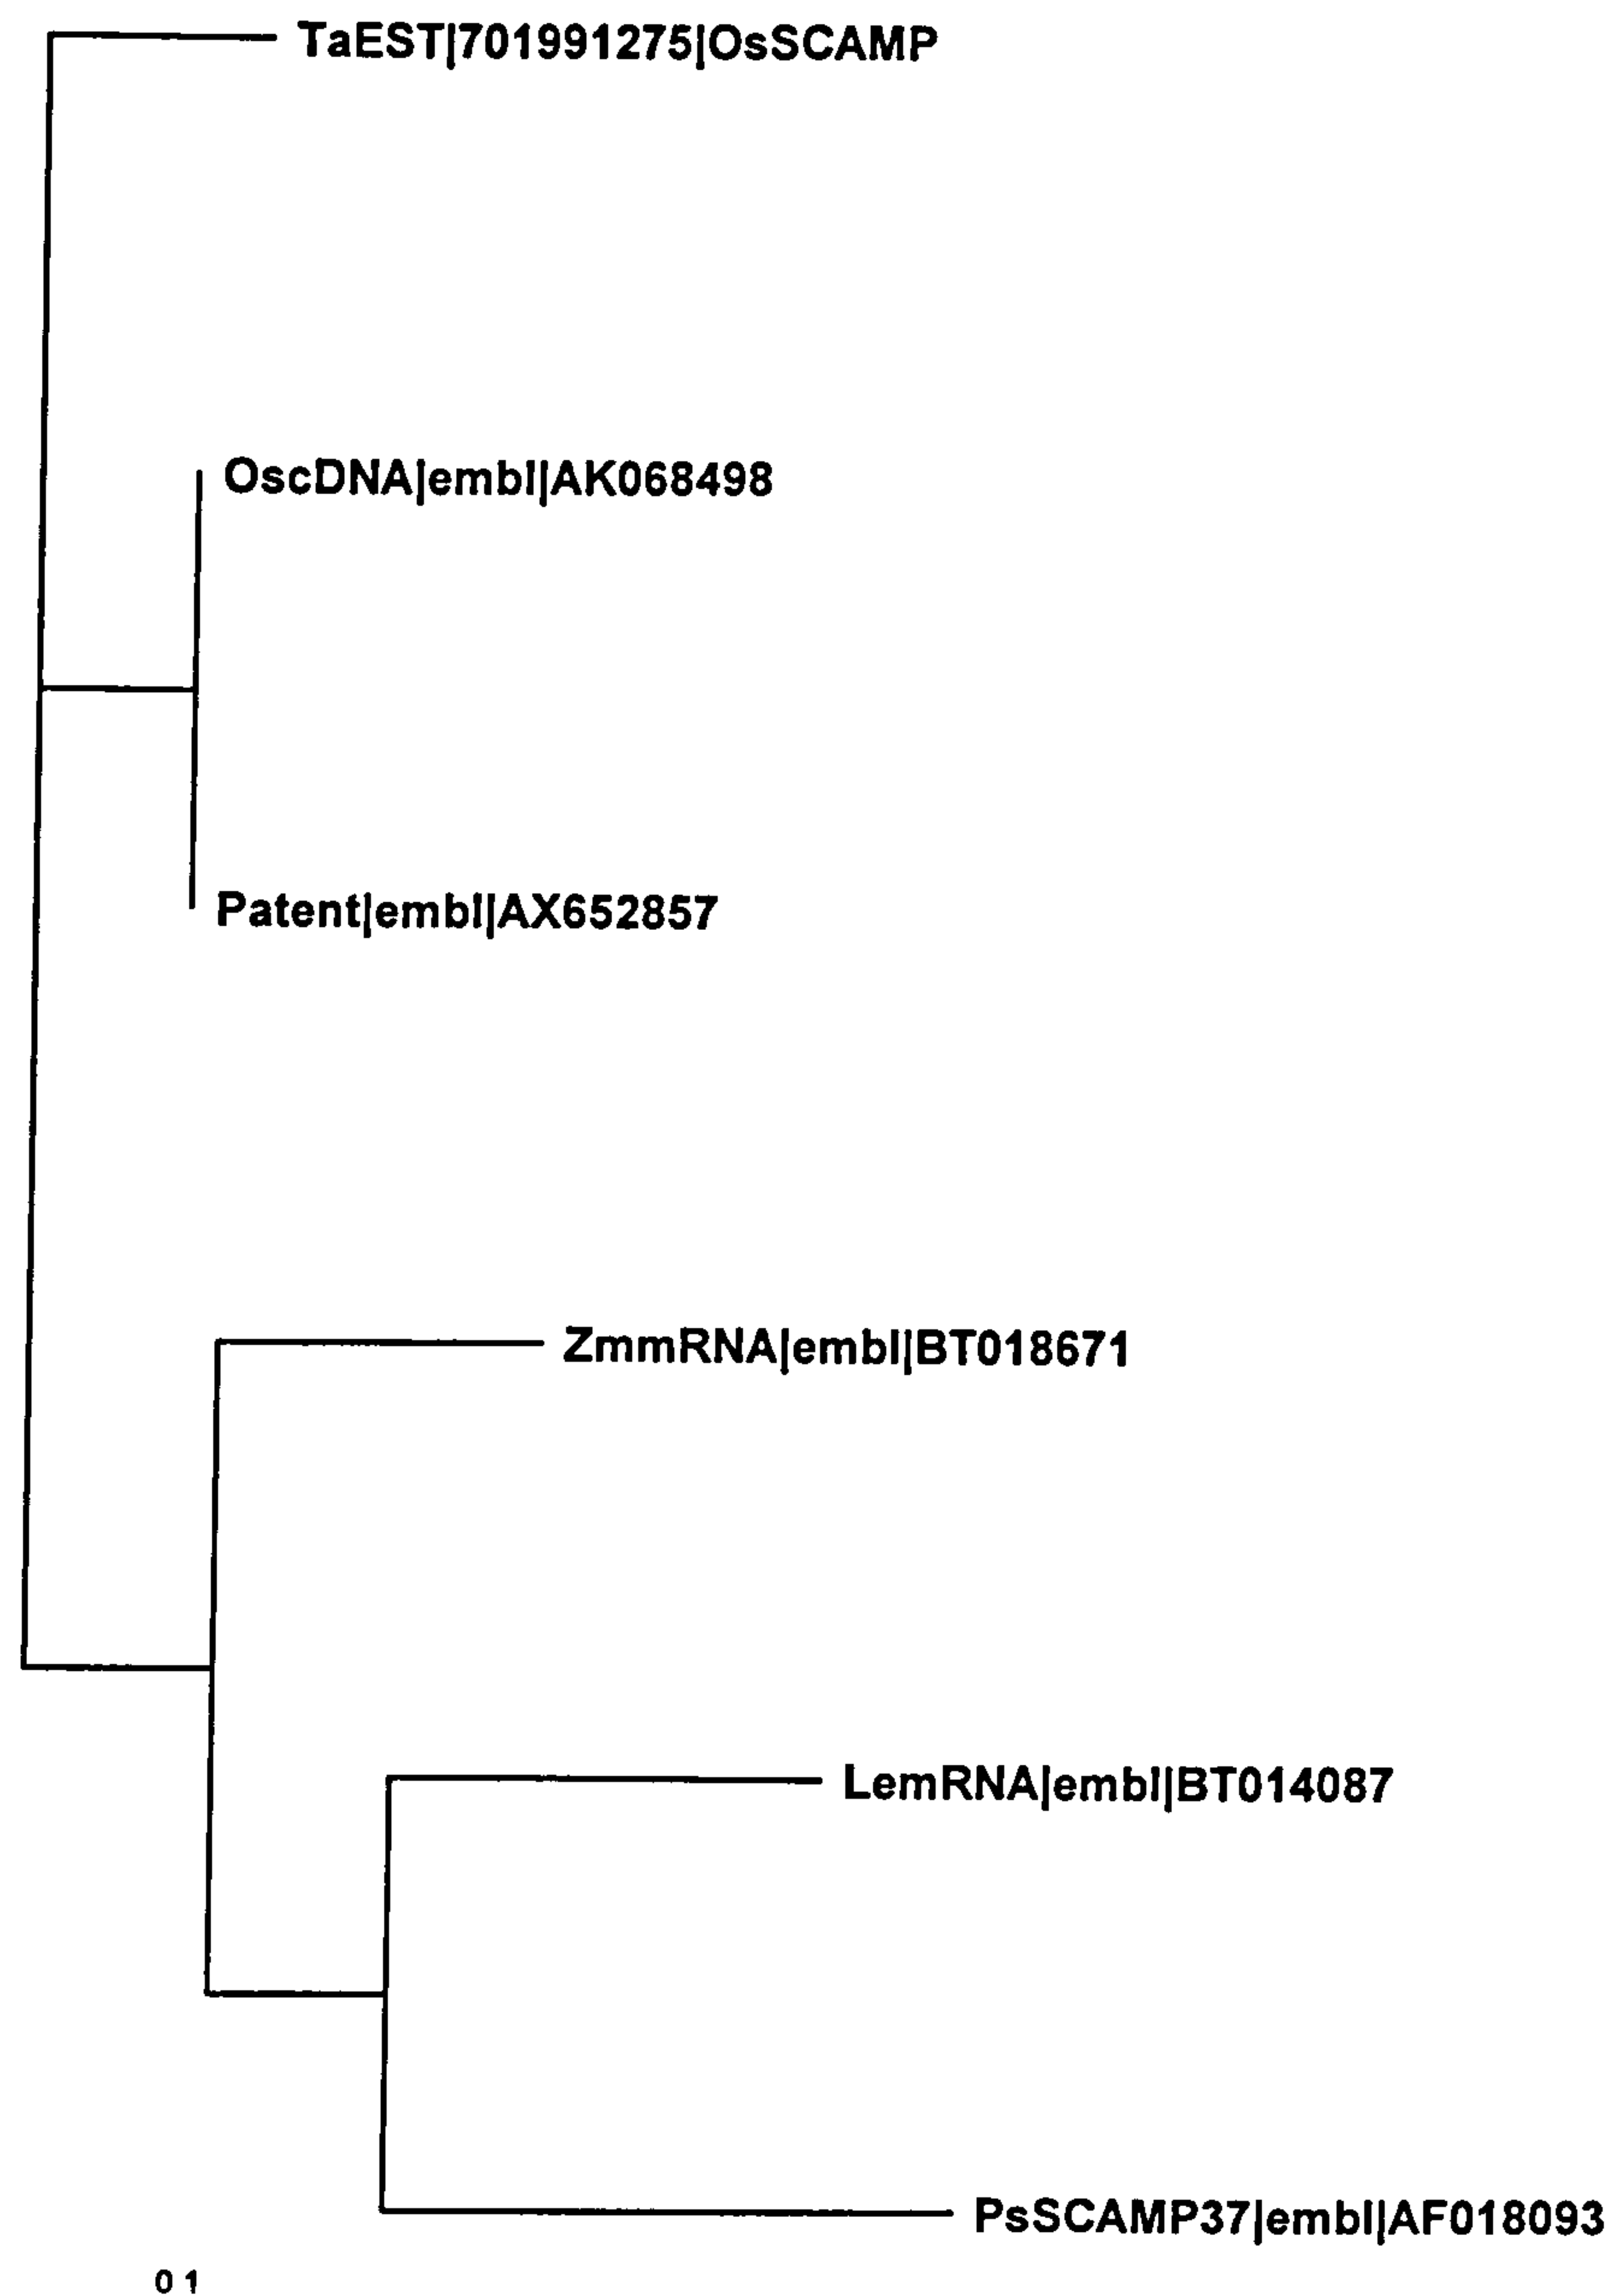 TaEST|701991275|OsSCAMP
OscDNA|embl|AK068498
Patent|embl|AX652857
ZmmRNA|embl|BT018671
LemRNA|embl|BT014087
PsSCAMP37|embl|AF018093
0 1